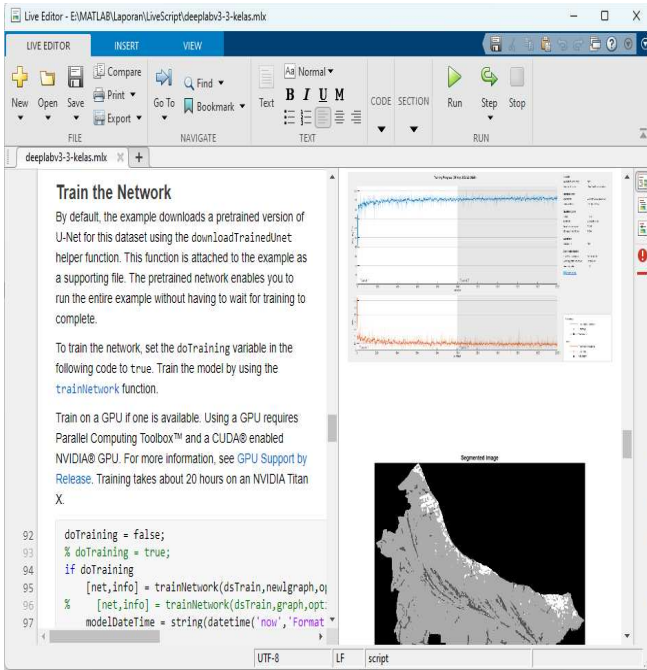 Live Editor - E:\MATLAB\Laporan\LiveScript\deeplabv3-3-kelas.mlx
LIVE EDITOR INSERT VIEW
New Open Save Compare Print Export
Go To Find Bookmark
Text Aa Normal B I U M
CODE SECTION
Run Step Stop
FILE NAVIGATE TEXT RUN
deeplabv3-3-kelas.mlx
Train the Network
By default, the example downloads a pretrained version of
U-Net for this dataset using the downloadTrainedUnet
helper function. This function is attached to the example as
a supporting file. The pretrained network enables you to
run the entire example without having to wait for training to
complete.
To train the network, set the doTraining variable in the
following code to true. Train the model by using the
trainNetwork function.
Train on a GPU if one is available. Using a GPU requires
Parallel Computing Toolbox™ and a CUDA® enabled
NVIDIA® GPU. For more information, see GPU Support by
Release. Training takes about 20 hours on an NVIDIA Titan
X.
92 doTraining = false;
93 % doTraining = true;
94 if doTraining
95 [net,info] = trainNetwork(dsTrain,newlgraph,op
96 % [net,info] = trainNetwork(dsTrain,graph,opti
97 modelDateTime = string(datetime('now','Format
Segmented Image
UTF-8 LF script